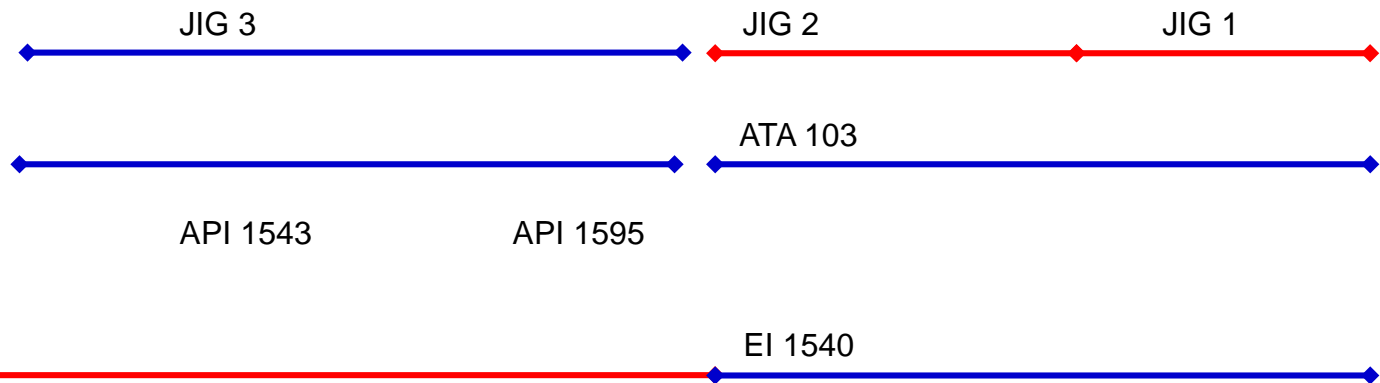 JIG 3 JIG 2 JIG 1
ATA 103
API 1543 API 1595
EI 1540